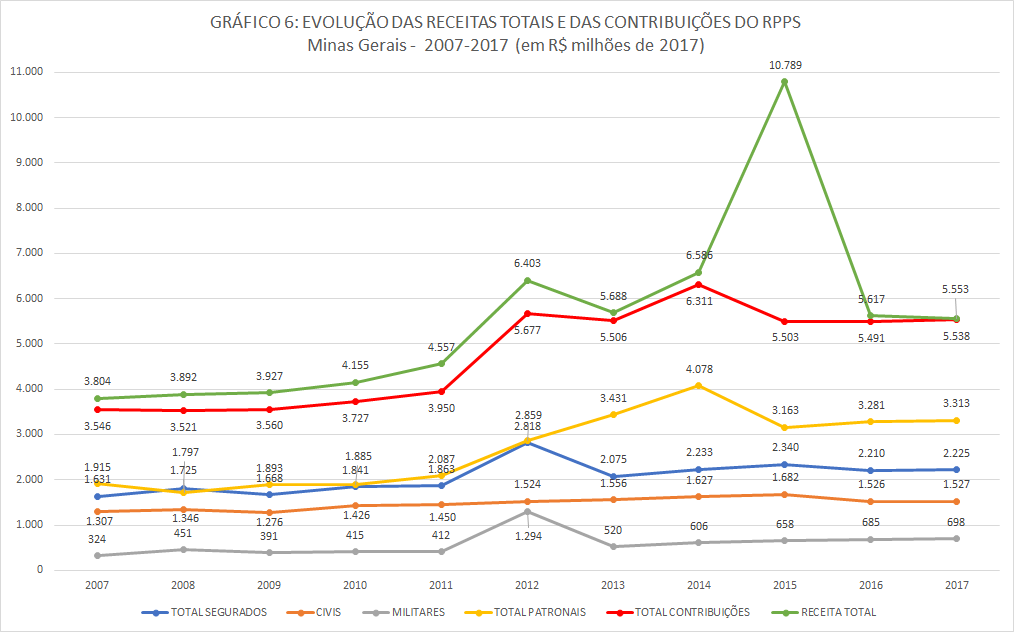 GRÁFICO 6: EVOLUÇÃO DAS RECEITAS TOTAIS E DAS CONTRIBUIÇÕES DO RPPS
Minas Gerais - 2007-2017 (em R$ milhões de 2017)
11.000
10.000
9.000
8.000
7.000
6.000
5.000
4.000
3.000
2.000
1.000
0
10.789
6.403 6.586
5.688 5.617 5.553
3.804 3.892 3.927 4.155 4.557
5.677 5.506 6.311 5.503 5.491 5.538
3.546 3.521 3.560 3.727 3.950
2.859 3.431 4.078 3.163 3.281 3.313
1.915 1.725 1.893 1.885 2.087
2.818 2.075 2.233 2.340 2.210 2.225
1.631 1.797 1.668 1.841 1.863
1.307 1.346 1.276 1.426 1.450 1.524 1.556 1.627 1.682 1.526 1.527
324 451 391 415 412 1.294 520 606 658 685 698
2007 2008 2009 2010 2011 2012 2013 2014 2015 2016 2017
TOTAL SEGURADOS CIVIS MILITARES TOTAL PATRONAIS TOTAL CONTRIBUIÇÕES RECEITA TOTAL